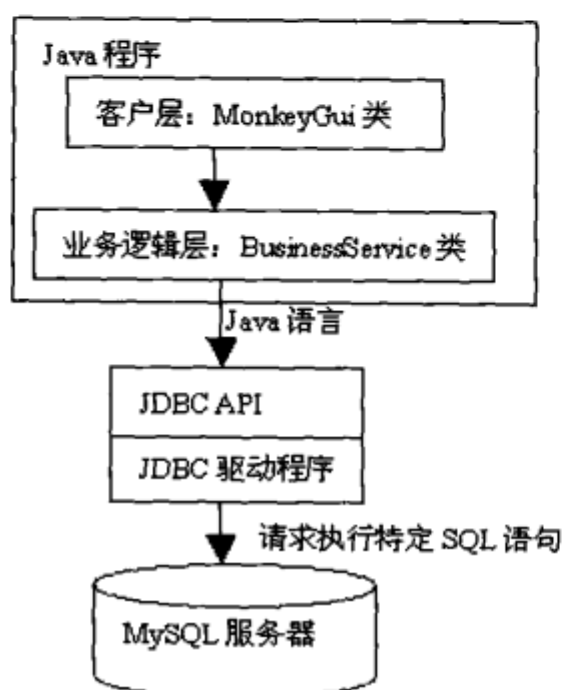 Java 程序
客户层：MonkeyGui 类
业务逻辑层：BusinessService 类
Java 语言
JDBC API
JDBC 驱动程序
请求执行特定 SQL 语句
MySQL 服务器